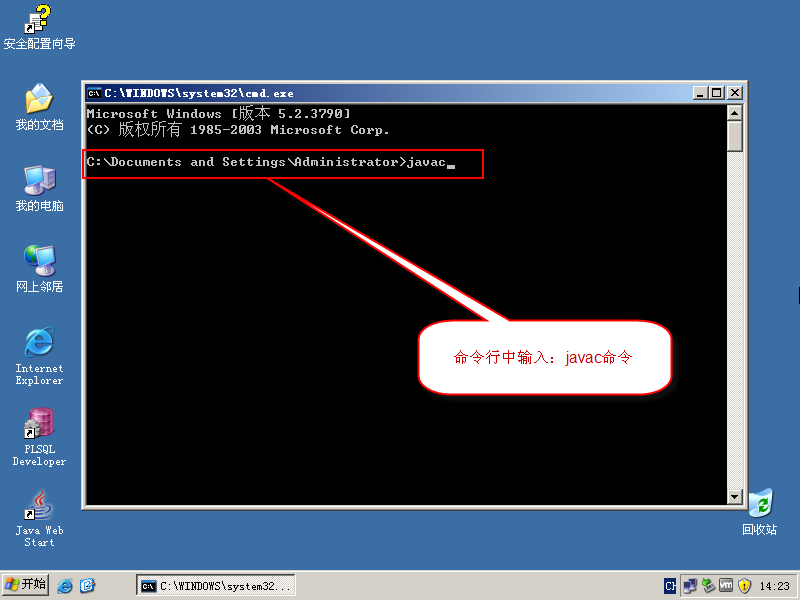 安全配置向导
我的文档
我的电脑
网上邻居
Internet
Explorer
PLSQL
Developer
Java Web
Start
C:\WINDOWS\system32\cmd.exe
Microsoft Windows [版本 5.2.3790]
(C) 版权所有 1985-2003 Microsoft Corp.
C:\Documents and Settings\Administrator>javac
命令行中输入：javac命令
回收站
开始
C:\WINDOWS\system32...
CH
14:23